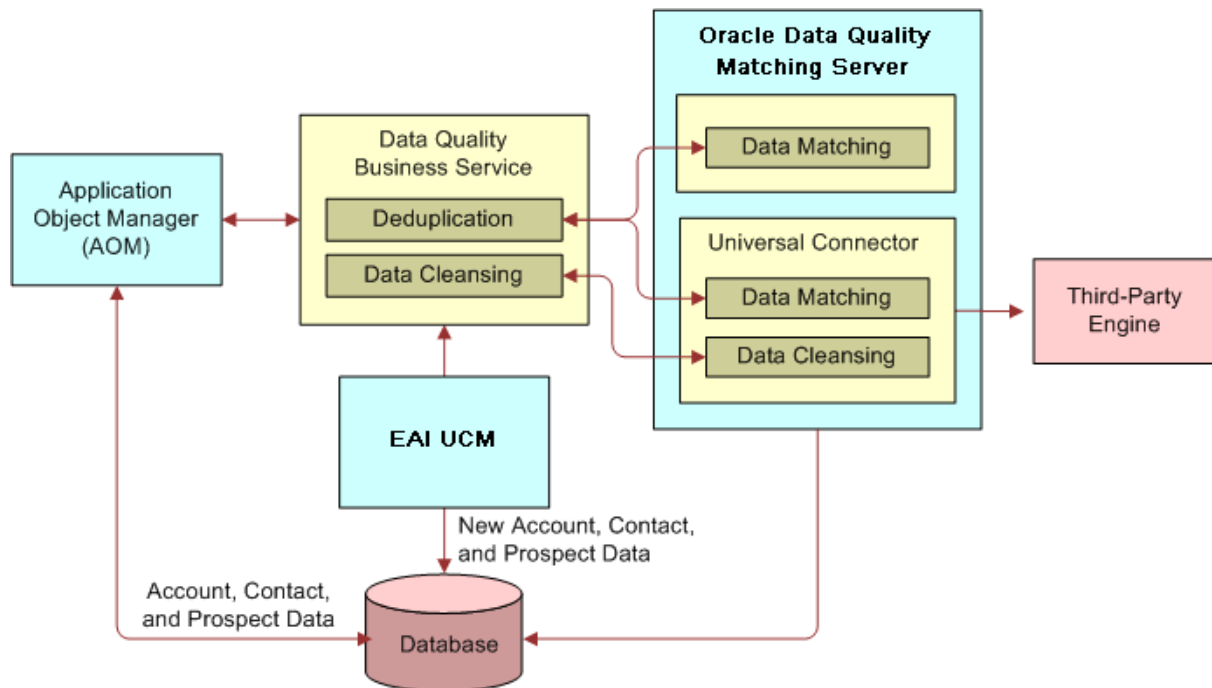 Oracle Data Quality
Matching Server
Data Quality
Business Service
Data Matching
Application
Object Manager
(AOM)
Deduplication
Data Cleansing
Universal Connector
Data Matching
Data Cleansing
Third-Party
Engine
EAI UCM
New Account, Contact,
and Prospect Data
Account, Contact,
and Prospect Data
Database